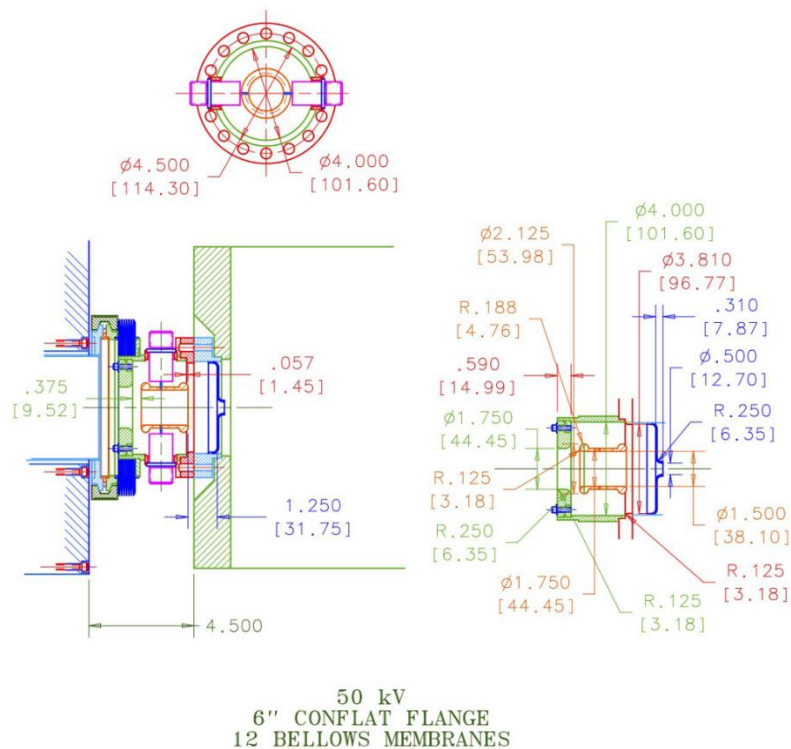 Ø4.500
[114.30]
Ø4.000
[101.60]
.375
[9.52]
.057
[1.45]
1.250
[31.75]
4.500
Ø2.125
[53.98]
Ø4.000
[101.60]
Ø3.810
[96.77]
R.188
[4.76]
.310
[7.87]
.590
[14.99]
Ø.500
[12.70]
Ø1.750
[44.45]
R.250
[6.35]
R.125
[3.18]
R.250
[6.35]
Ø1.500
[38.10]
Ø1.750
[44.45]
R.125
[3.18]
R.125
[3.18]
50 kV
6" CONFLAT FLANGE
12 BELLOWS MEMBRANES